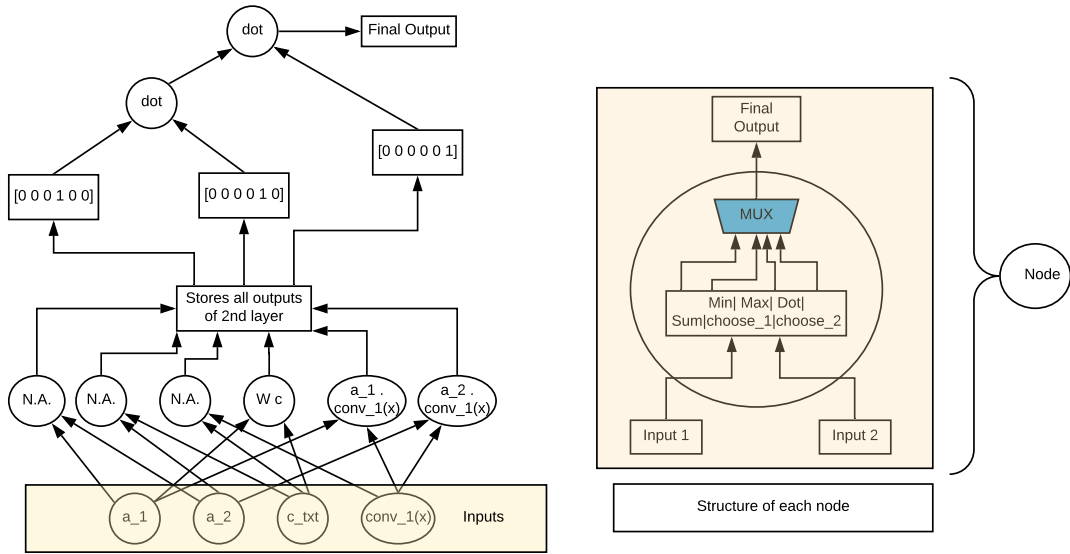 dot
Final Output
dot
[0 0 0 0 0 1]
[0 0 0 1 0 0]
[0 0 0 0 1 0]
Stores all outputs
of 2nd layer
N.A.
N.A.
N.A.
W c
a_1 .
conv_1(x)
a_2 .
conv_1(x)
a_1
a_2
c_txt
conv_1(x)
Inputs
Final
Output
MUX
Min| Max| Dot|
Sum|choose_1|choose_2
Input 1
Input 2
Node
Structure of each node